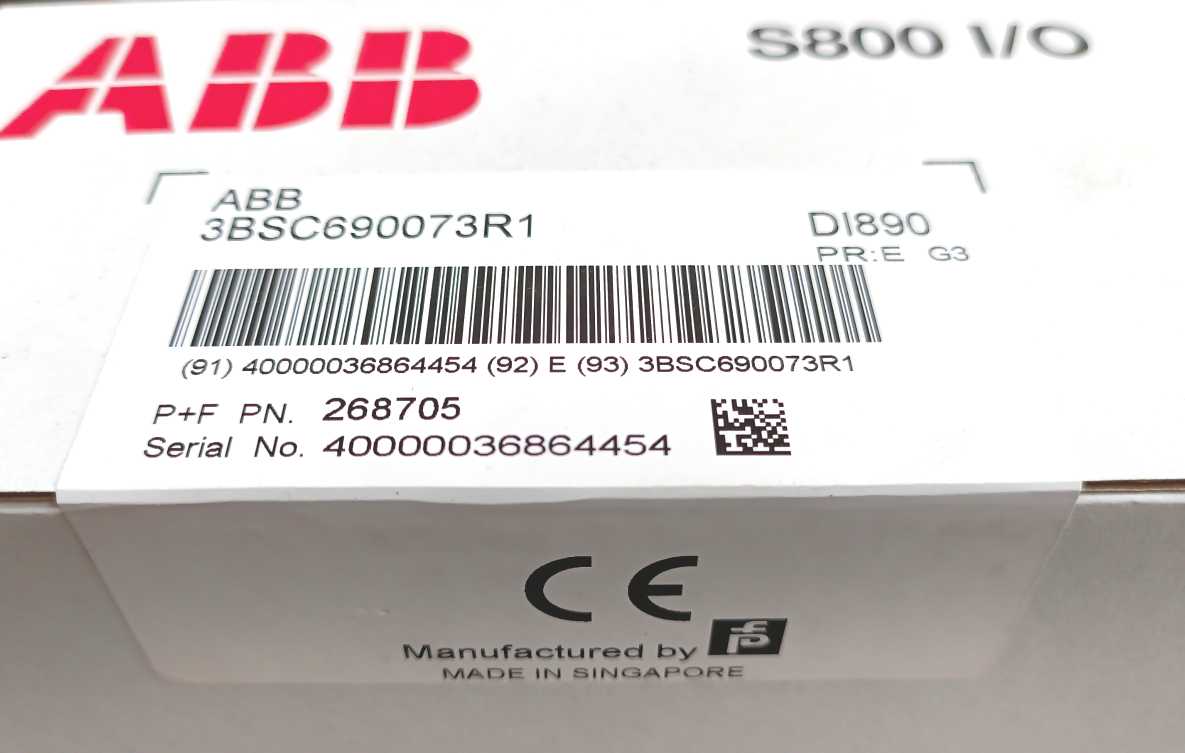 ABB
S800 I/O
ABB
3BSC690073R1
DI890
PR:E G3
(91) 40000036864454 (92) E (93) 3BSC690073R1
P+F PN. 268705
Serial No. 40000036864454
CE
Manufactured by
MADE IN SINGAPORE